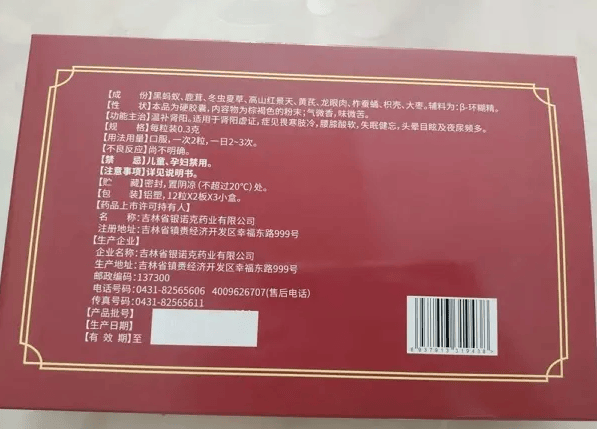 【成 份】黑蚂蚁、鹿茸、冬虫夏草、高山红景天、黄芪、龙眼肉、柞蚕蛹、枳壳、大枣。辅料为:β-环糊精。
【性 状】本品为硬胶囊,内容物为棕褐色的粉末;气微香,味微苦。
【功能主治】温补肾阳。适用于肾阳虚证,症见畏寒肢冷,腰膝酸软,失眠健忘,头晕目眩及夜尿频多。
【规 格】每粒装0.3克
【用法用量】口服,一次2粒,一日2~3次。
【不良反应】尚不明确。
【禁 忌】儿童、孕妇禁用。
【注意事项】详见说明书。
【贮 藏】密封,置阴凉(不超过20℃)处。
【包 装】铝塑,12粒X2板X3小盒。
【药品上市许可持有人】
名 称:吉林省银诺克药业有限公司
注册地址:吉林省镇赉经济开发区幸福东路999号
【生产企业】
企业名称:吉林省银诺克药业有限公司
生产地址:吉林省镇赉经济开发区幸福东路999号
邮政编码:137300
电话号码:0431-82565606 4009626707(售后电话)
传真号码:0431-82565611
【产品批号】
【生产日期】
【有 效 期】至